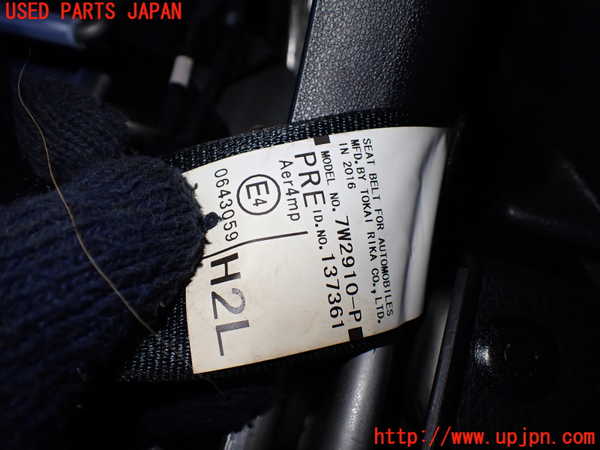 USED PARTS JAPAN
SEAT BELT FOR AUTOMOBILES
MFD. BY TOKAI RIKA CO., LTD.
IN 2016
MODEL NO. 7W2910-P
PRE ID.NO. 137361
Aer4mp
E4
0643059
H2L
http://www.upjpn.com/